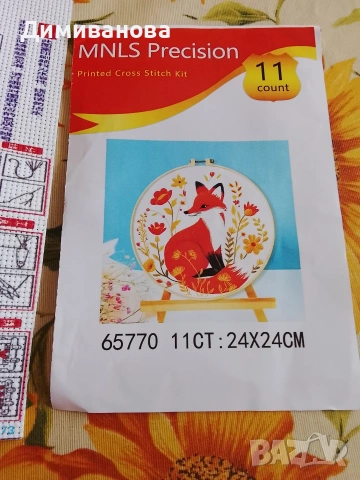 Димиванова
MNLS Precision
Printed Cross Stitch Kit
11
count
65770 11CT:24X24CM
BAZAR